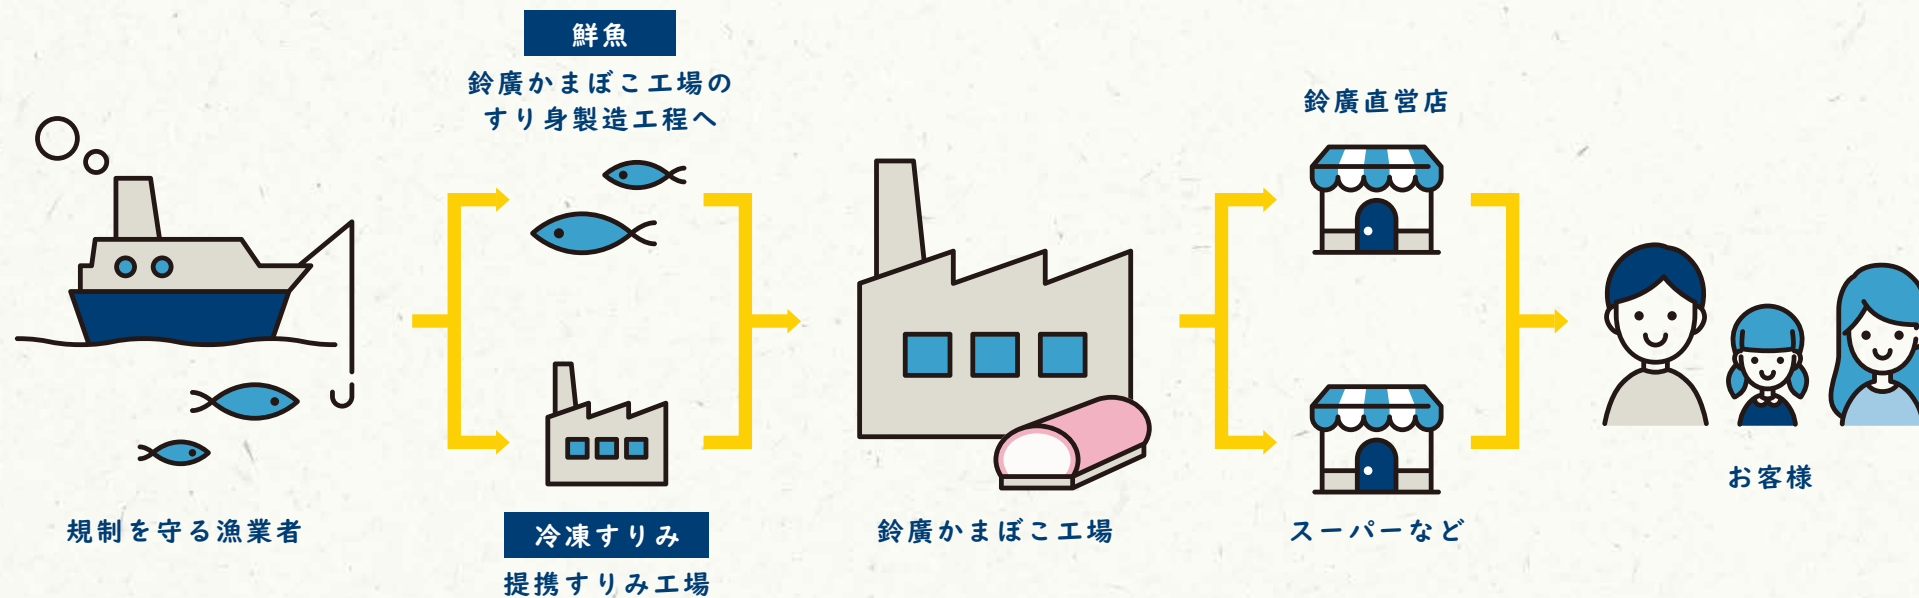 鮮魚
鈴廣かまぼこ工場の
すり身製造工程へ
規制を守る漁業者
冷凍すりみ
提携すりみ工場
鈴廣かまぼこ工場
鈴廣直営店
スーパーなど
お客様